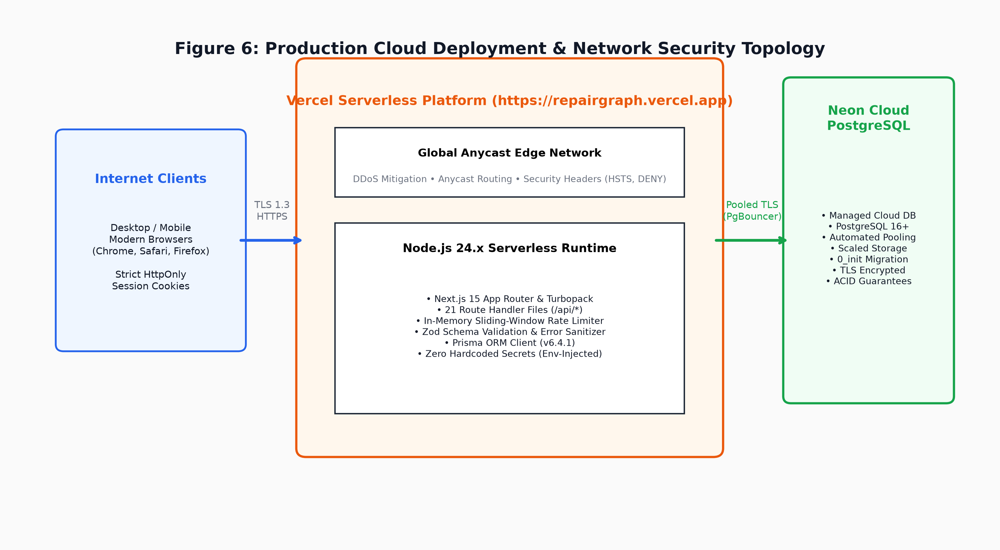 Figure 6: Production Cloud Deployment & Network Security Topology
Internet Clients
Desktop / Mobile
Modern Browsers
(Chrome, Safari, Firefox)
Strict HttpOnly
Session Cookies
TLS 1.3
HTTPS
Vercel Serverless Platform (https://repairgraph.vercel.app)
Global Anycast Edge Network
DDoS Mitigation • Anycast Routing • Security Headers (HSTS, DENY)
Node.js 24.x Serverless Runtime
• Next.js 15 App Router & Turbopack
• 21 Route Handler Files (/api/*)
• In-Memory Sliding-Window Rate Limiter
• Zod Schema Validation & Error Sanitizer
• Prisma ORM Client (v6.4.1)
• Zero Hardcoded Secrets (Env-Injected)
Pooled TLS
(PgBouncer)
Neon Cloud
PostgreSQL
• Managed Cloud DB
• PostgreSQL 16+
• Automated Pooling
• Scaled Storage
• 0_init Migration
• TLS Encrypted
• ACID Guarantees